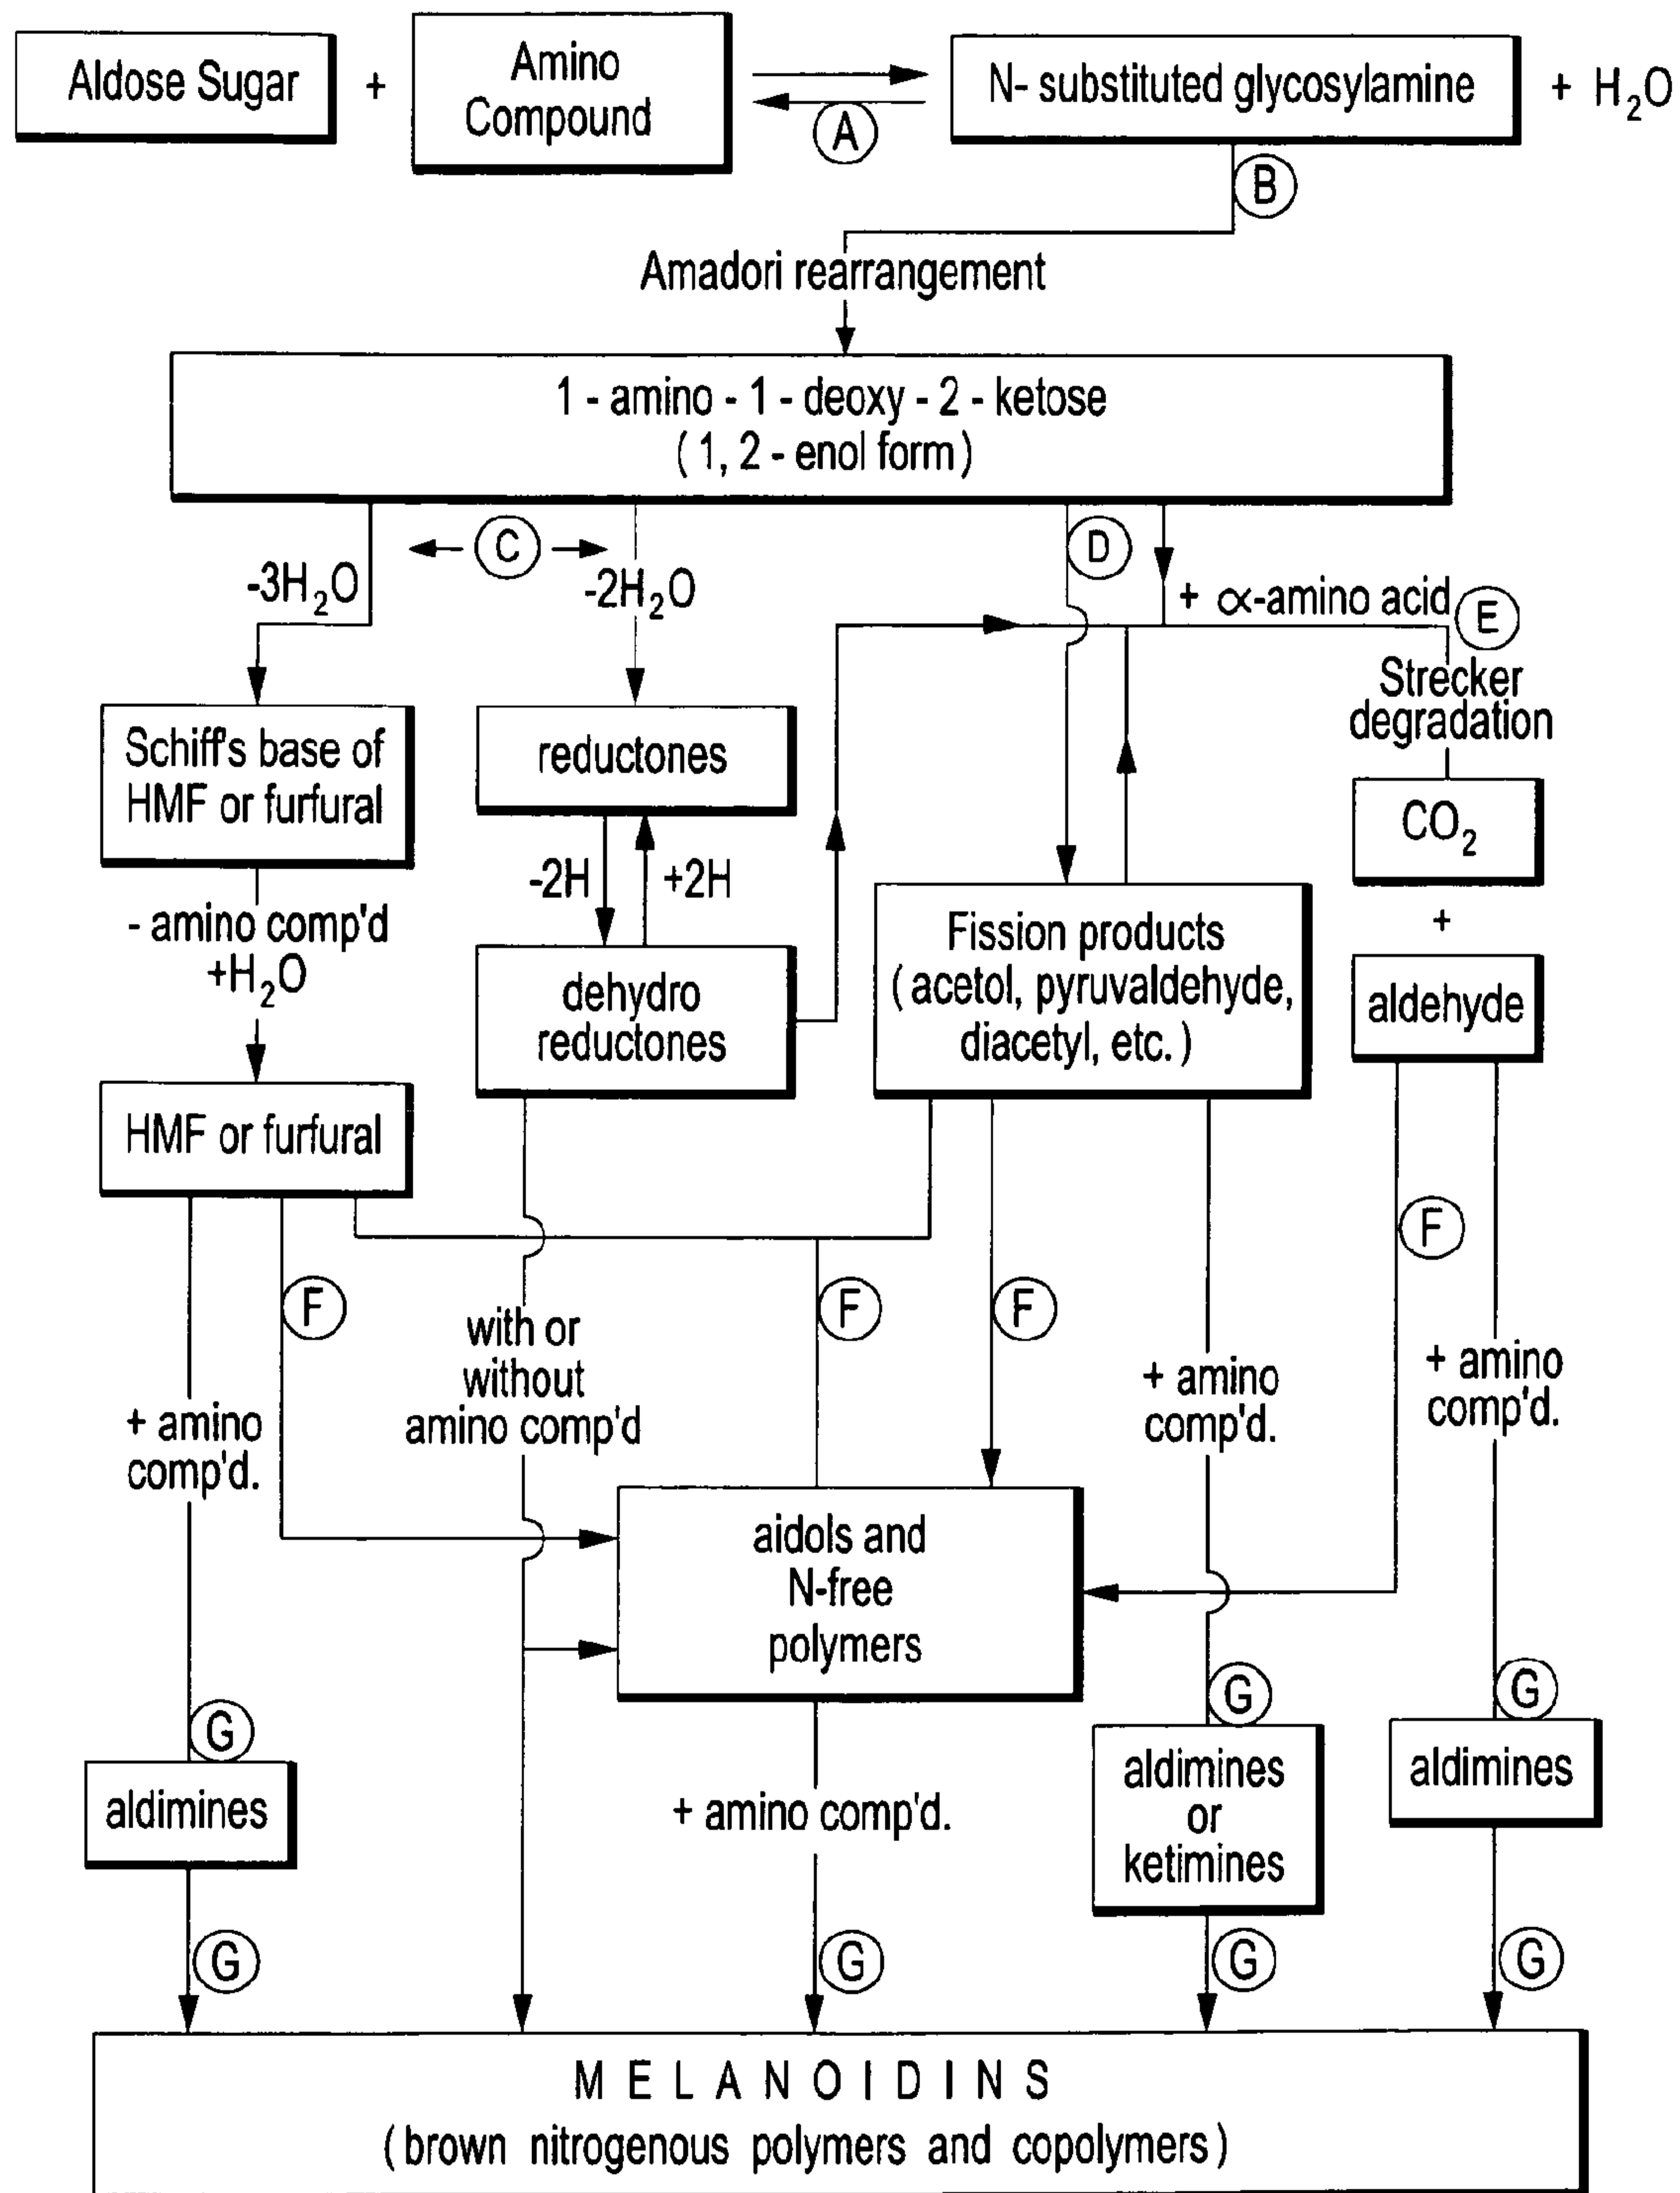 Aldose Sugar
+
Amino
Compound
N- substituted glycosylamine
+ H₂O
A
B
Amadori rearrangement
1 - amino - 1 - deoxy - 2 - ketose
( 1, 2 - enol form )
C
D
-3H₂O
-2H₂O
+ ∝-amino acid
E
Strecker
degradation
Schiff's base of
HMF or furfural
reductones
CO₂
-2H
+2H
- amino comp'd
+H₂O
Fission products
( acetol, pyruvaldehyde,
diacetyl, etc. )
+
dehydro
reductones
aldehyde
HMF or furfural
F
F
F
F
with or
without
amino comp'd
+ amino
comp'd.
+ amino
comp'd.
+ amino
comp'd.
aidols and
N-free
polymers
G
G
G
aldimines
+ amino comp'd.
aldimines
or
ketimines
aldimines
G
G
G
G
MELANOIDINS
( brown nitrogenous polymers and copolymers )